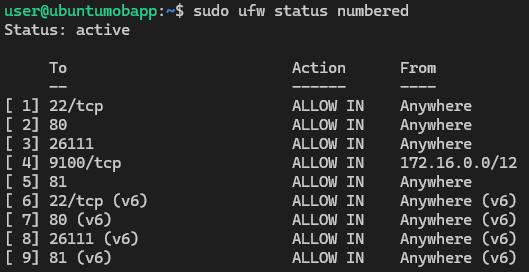 user@ubuntumobapp:~$ sudo ufw status numbered
Status: active
To Action From
-- ------ ----
[ 1] 22/tcp ALLOW IN Anywhere
[ 2] 80 ALLOW IN Anywhere
[ 3] 26111 ALLOW IN Anywhere
[ 4] 9100/tcp ALLOW IN 172.16.0.0/12
[ 5] 81 ALLOW IN Anywhere
[ 6] 22/tcp (v6) ALLOW IN Anywhere (v6)
[ 7] 80 (v6) ALLOW IN Anywhere (v6)
[ 8] 26111 (v6) ALLOW IN Anywhere (v6)
[ 9] 81 (v6) ALLOW IN Anywhere (v6)